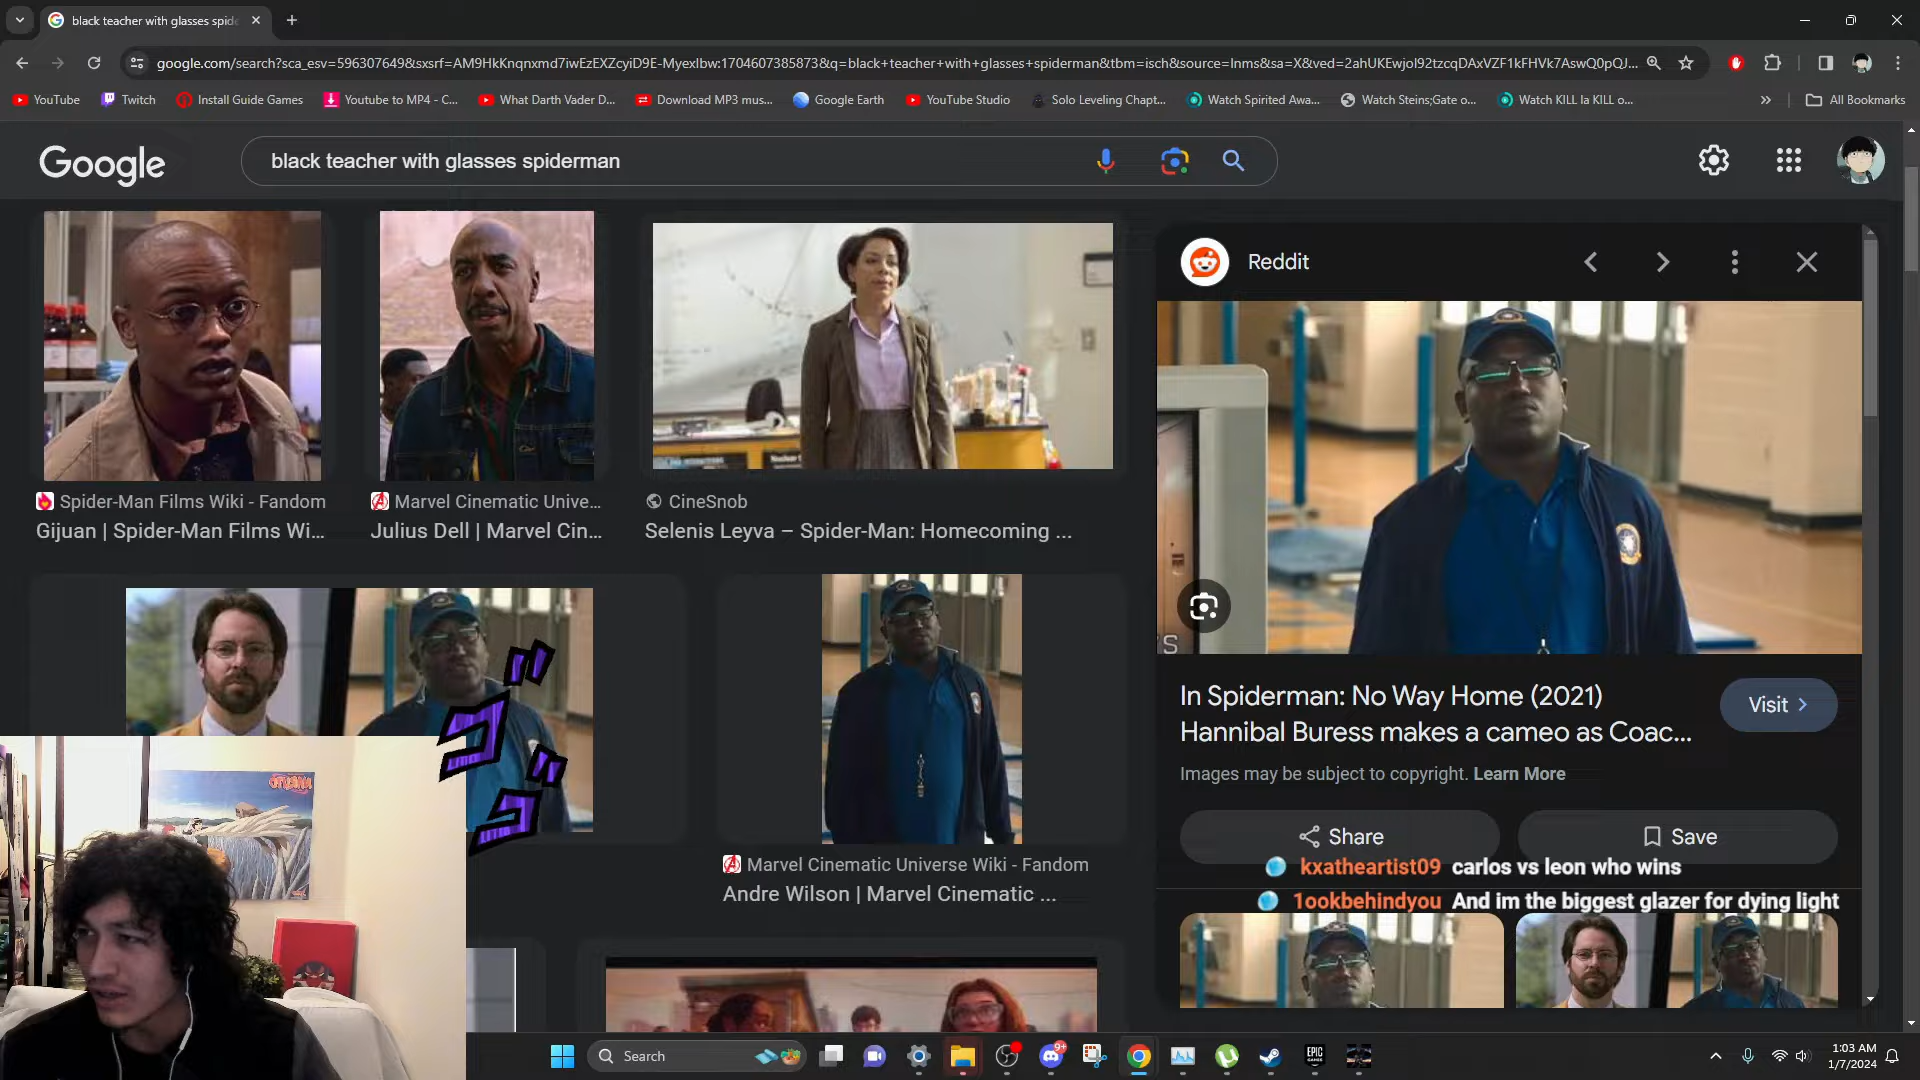 black teacher with glasses spide
google.com/search?sca_esv=596307649&sxsrf=AM9HkKnqnxmd7iwEzEXZcyiD9E-MyexIbw:1704607385873&q=black+teacher+with+glasses+spiderman&tbm=isch&source=lnms&sa=X&ved=2ahUKEwjoI92tzcqDAxVZF1kFHVk7AswQ0pQJ...
YouTube
Twitch
Install Guide Games
Youtube to MP4 - C...
What Darth Vader D...
Download MP3 mus...
Google Earth
YouTube Studio
Solo Leveling Chapt...
Watch Spirited Awa...
Watch Steins;Gate o...
Watch KILL la KILL o...
All Bookmarks
Google
black teacher with glasses spiderman
Spider-Man Films Wiki - Fandom
Gijuan | Spider-Man Films Wi...
Marvel Cinematic Unive...
Julius Dell | Marvel Cin...
CineSnob
Selenis Leyva – Spider-Man: Homecoming ...
Reddit
In Spiderman: No Way Home (2021)
Hannibal Buress makes a cameo as Coac...
Visit
Images may be subject to copyright. Learn More
Share
Save
Marvel Cinematic Universe Wiki - Fandom
Andre Wilson | Marvel Cinematic ...
kxatheartist09 carlos vs leon who wins
1ookbehindyou And im the biggest glazer for dying light
Search
9+
EPIC
1:03 AM
1/7/2024